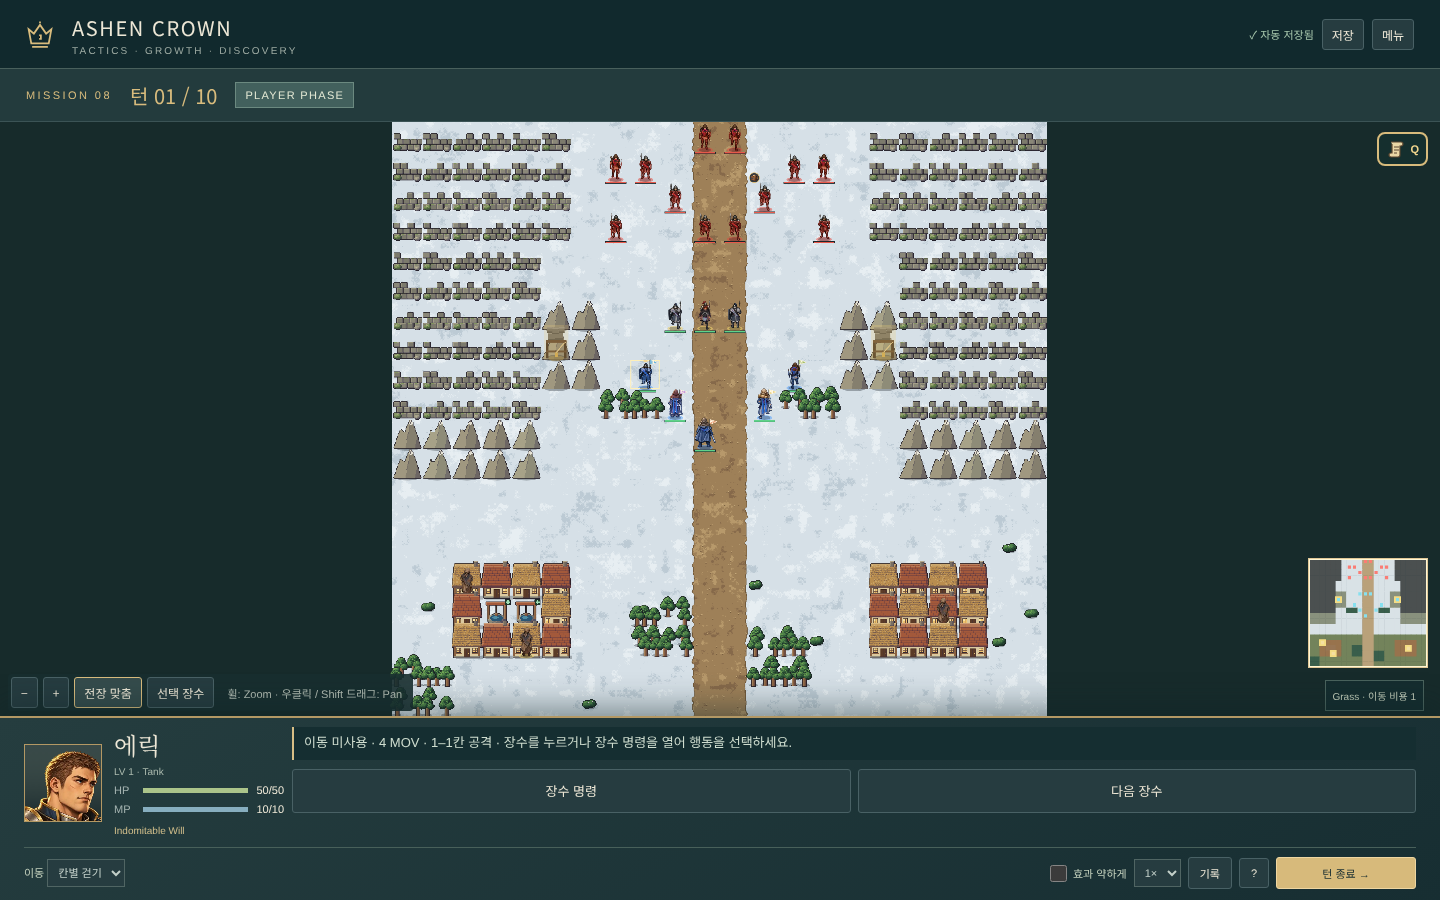 ASHEN CROWN
TACTICS · GROWTH · DISCOVERY
✓ 자동 저장됨
저장
메뉴
MISSION 08
턴 01 / 10
PLAYER PHASE
Q
−
+
전장 맞춤
선택 장수
휠: Zoom · 우클릭 / Shift 드래그: Pan
Grass · 이동 비용 1
에릭
LV 1 · Tank
HP 50/50
MP 10/10
Indomitable Will
이동 미사용 · 4 MOV · 1–1칸 공격 · 장수를 누르거나 장수 명령을 열어 행동을 선택하세요.
장수 명령
다음 장수
이동
칸별 걷기
효과 약하게
1×
기록
?
턴 종료 →